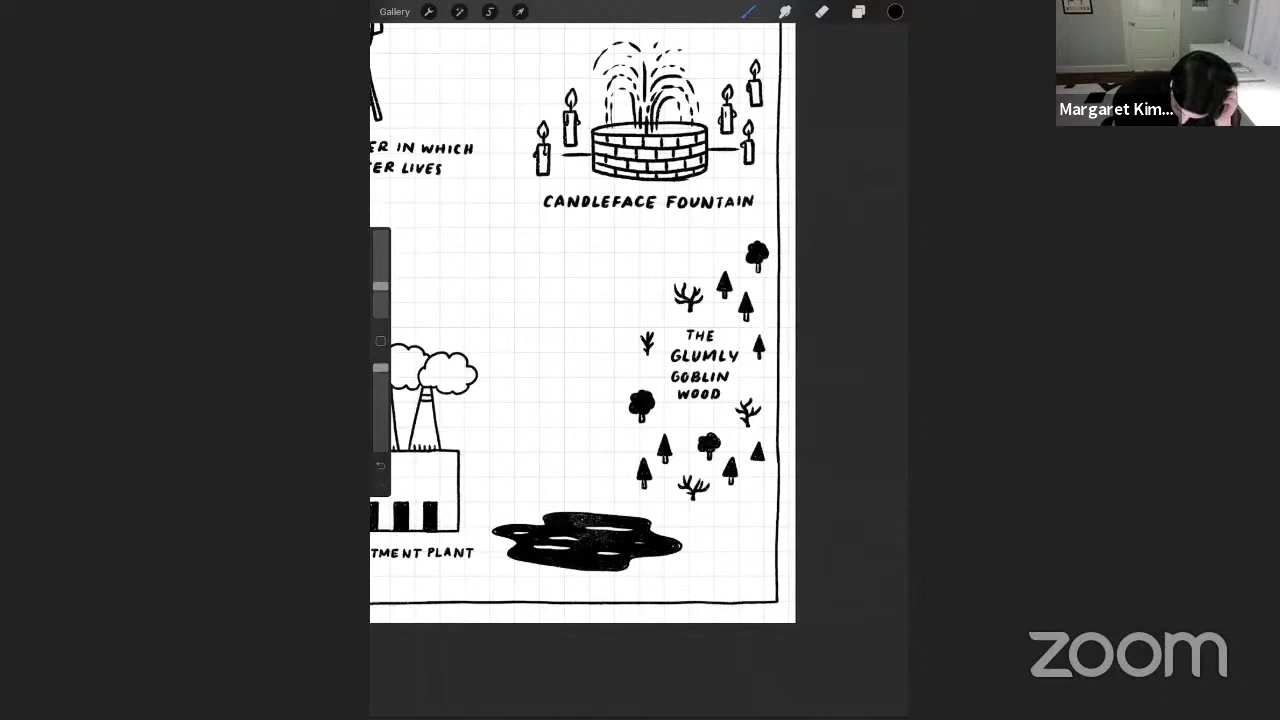 Gallery
Margaret Kim...
ER IN WHICH
ER LIVES
CANDLEFACE FOUNTAIN
THE
GLUMLY
GOBLIN
WOOD
TMENT PLANT
zoom